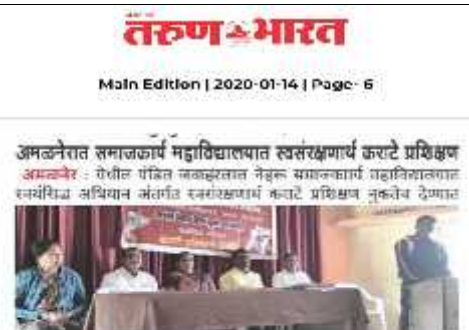 तरुण भारत
Main Edition | 2020-01-14 | Page- 6
अमळनेरात समाजकार्य महाविद्यालयात स्वसंरक्षणार्थ कराटे प्रशिक्षण
अमळनेर : येथील पंडित जवाहरलाल नेहरू समाजकार्य महाविद्यालयात
स्वयंसिद्धा अभियान अंतर्गत स्वसंरक्षणार्थ कराटे प्रशिक्षण नुकतेच देण्यात